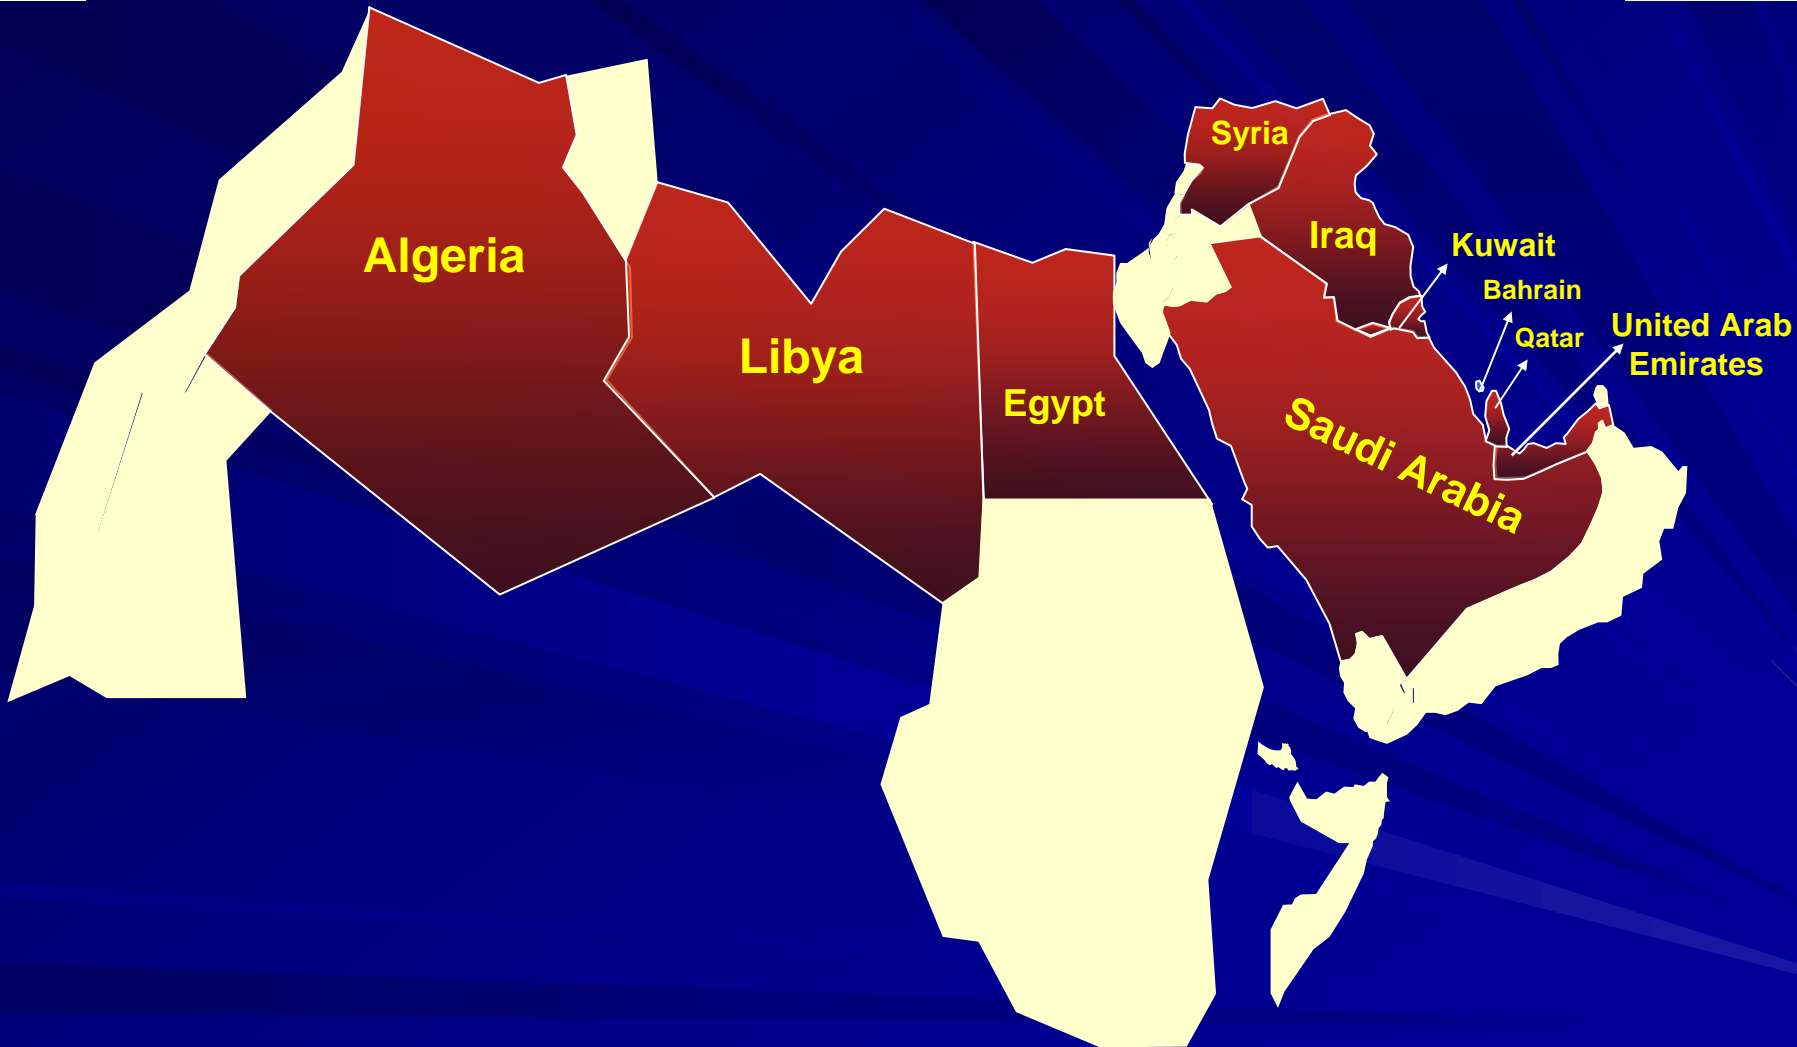 Syria
Iraq
Kuwait
Algeria
Bahrain
United Arab
Emirates
Qatar
Libya
Egypt
Saudi Arabia